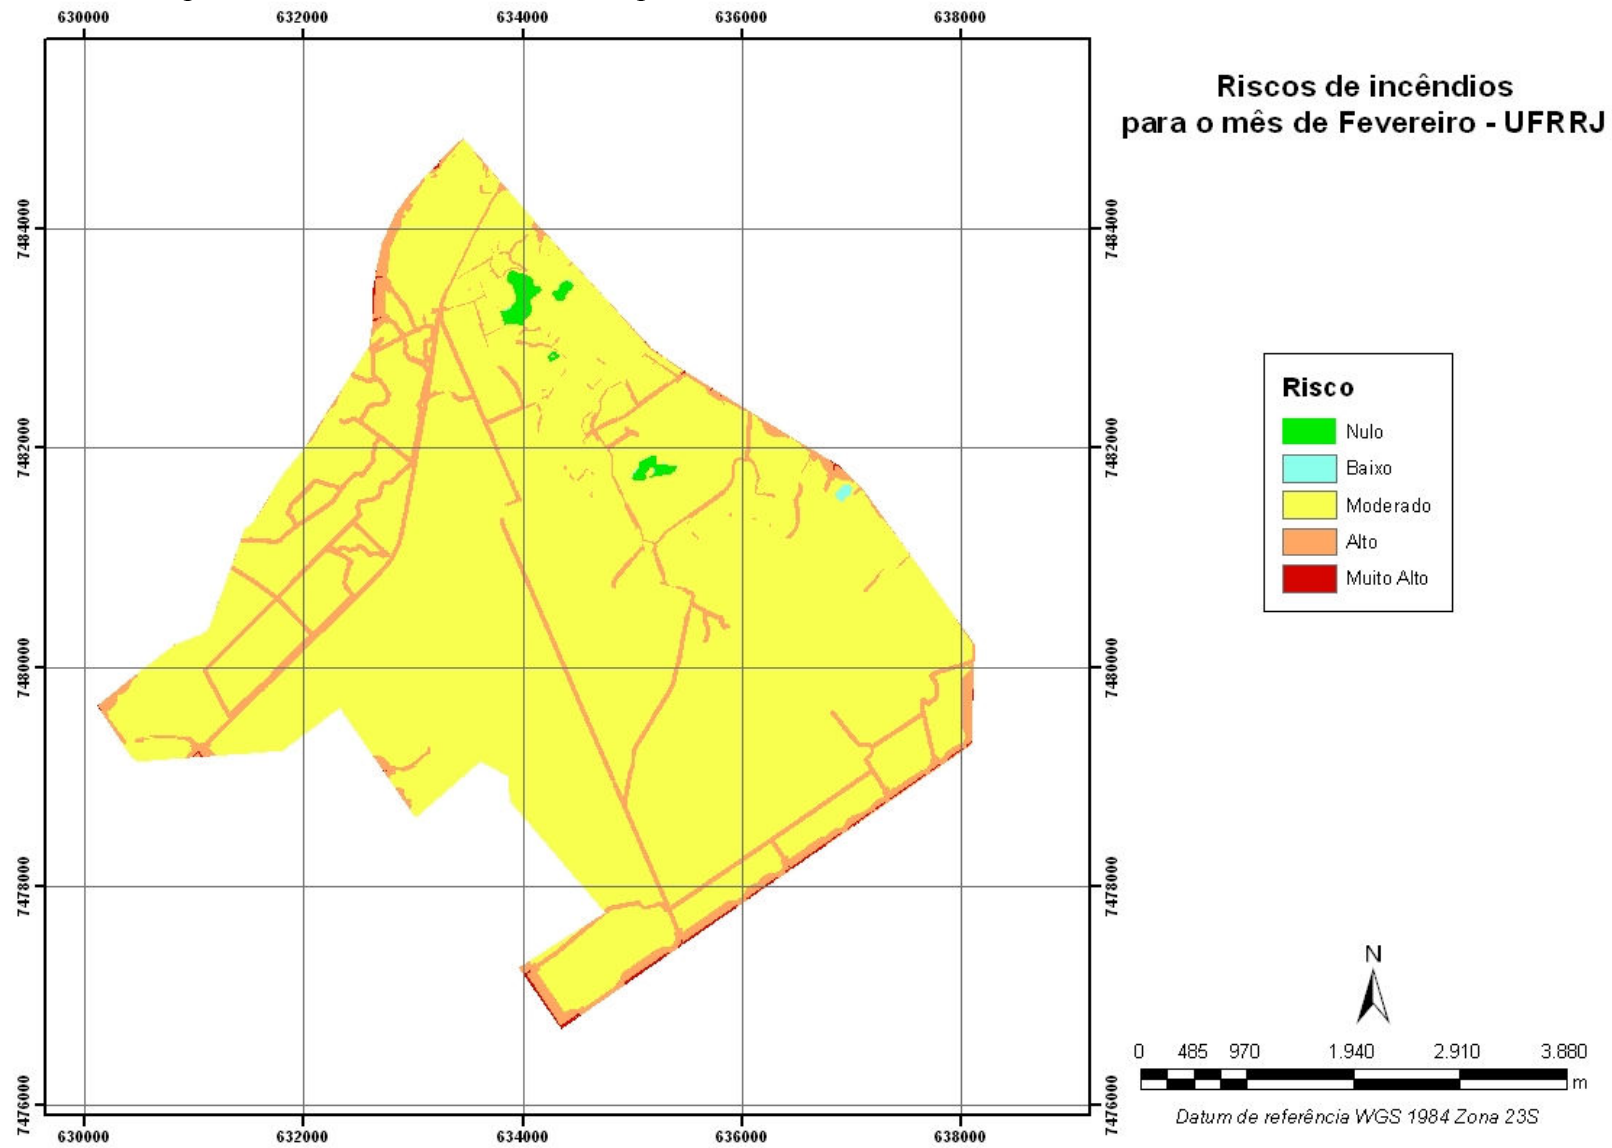 630000 632000 634000 636000 638000
Riscos de incêndios
para o mês de Fevereiro - UFRRJ
7484000 7484000
7482000 7482000
Risco
Nulo
Baixo
Moderado
Alto
Muito Alto
7480000 7480000
7478000 7478000
N
0 485 970 1.940 2.910 3.880
m
7476000 7476000
Datum de referência WGS 1984 Zona 23S
630000 632000 634000 636000 638000